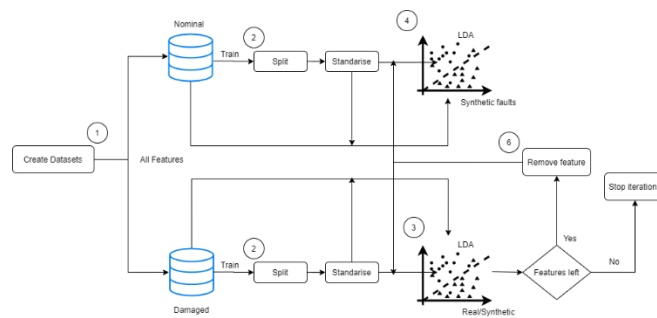 Nominal
4
LDA
2
Train
Split
Standarise
Synthetic faults
1
6
Create Datasets
All Features
Remove feature
Stop iteration
3
Yes
2
LDA
No
Train
Split
Standarise
Features left
Damaged
Real/Synthetic